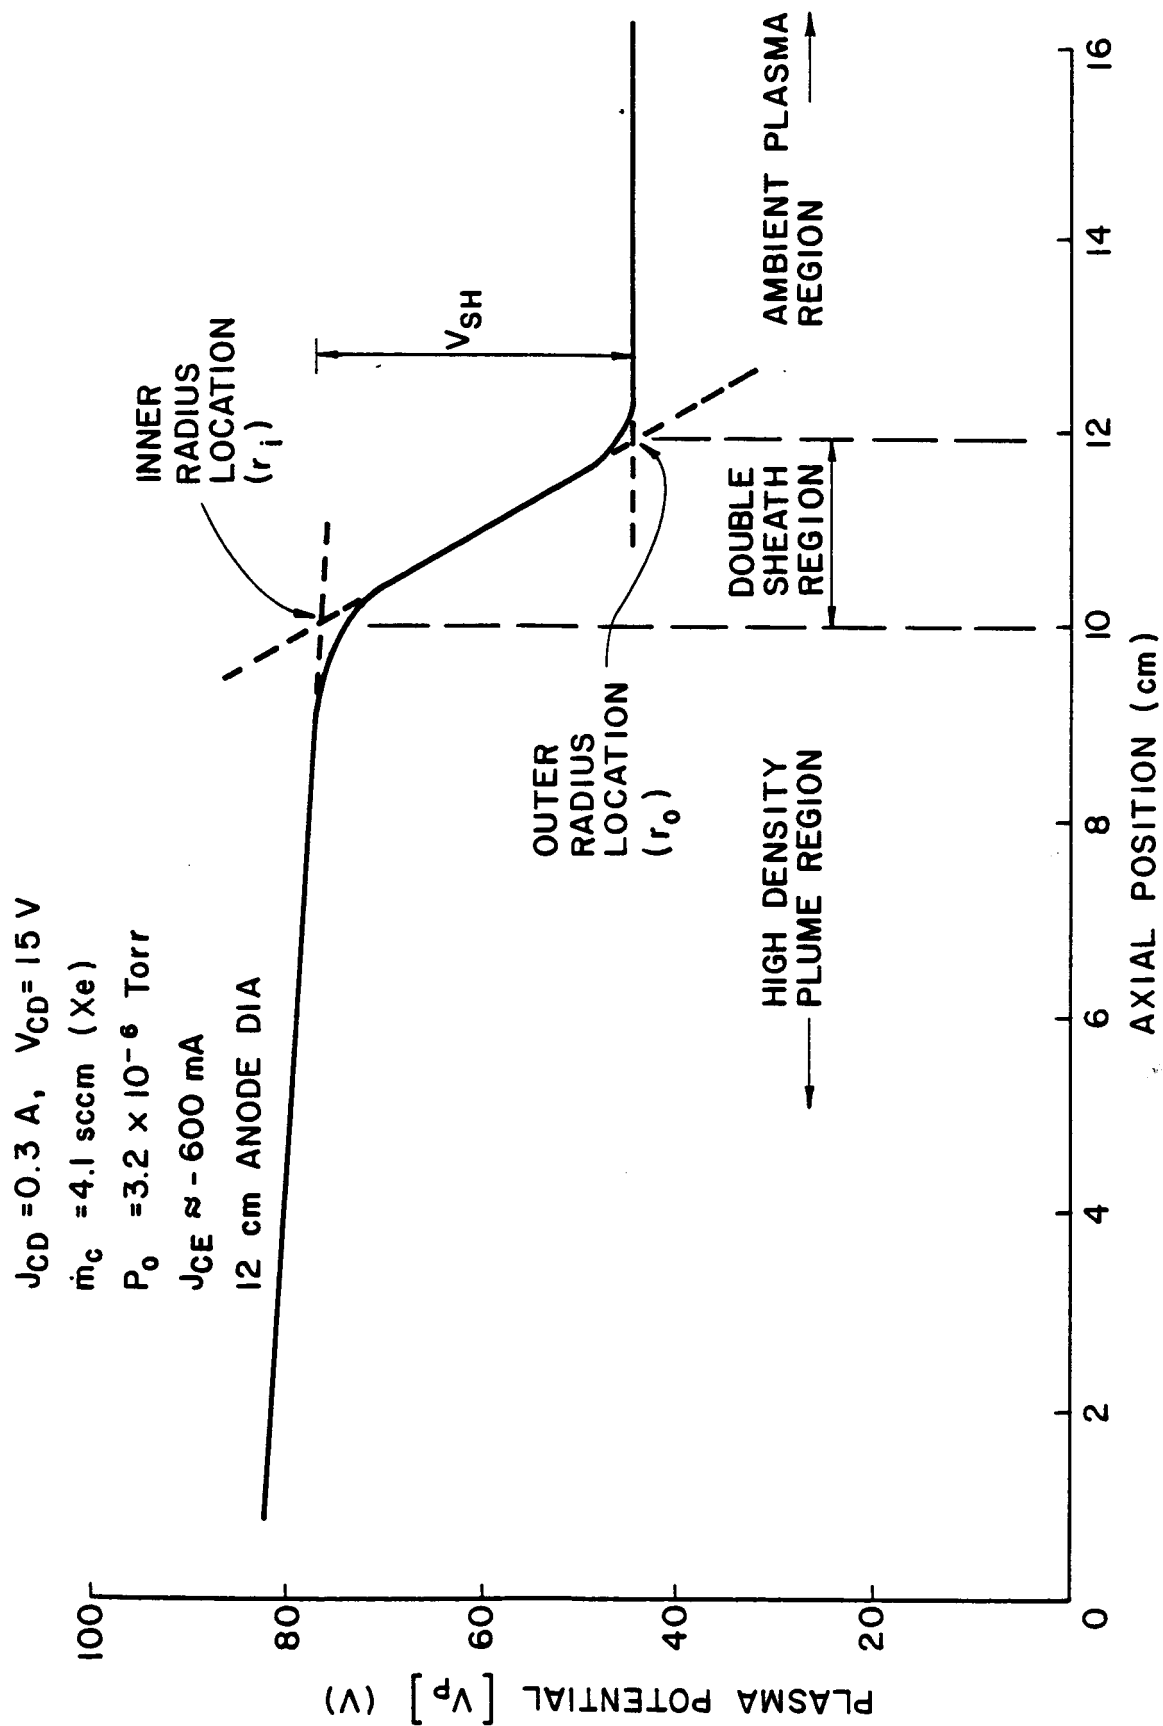 J_CD = 0.3 A, V_CD = 15 V
ṁ_c = 4.1 sccm (Xe)
P_o = 3.2 x 10^-6 Torr
J_CE ≈ -600 mA
12 cm ANODE DIA
INNER
RADIUS
LOCATION
(r_i)
V_SH
OUTER
RADIUS
LOCATION
(r_o)
HIGH DENSITY
PLUME REGION
DOUBLE
SHEATH
REGION
AMBIENT PLASMA
REGION
PLASMA POTENTIAL [V_P] (V)
100
80
60
40
20
0
2
4
6
8
10
12
14
16
AXIAL POSITION (cm)